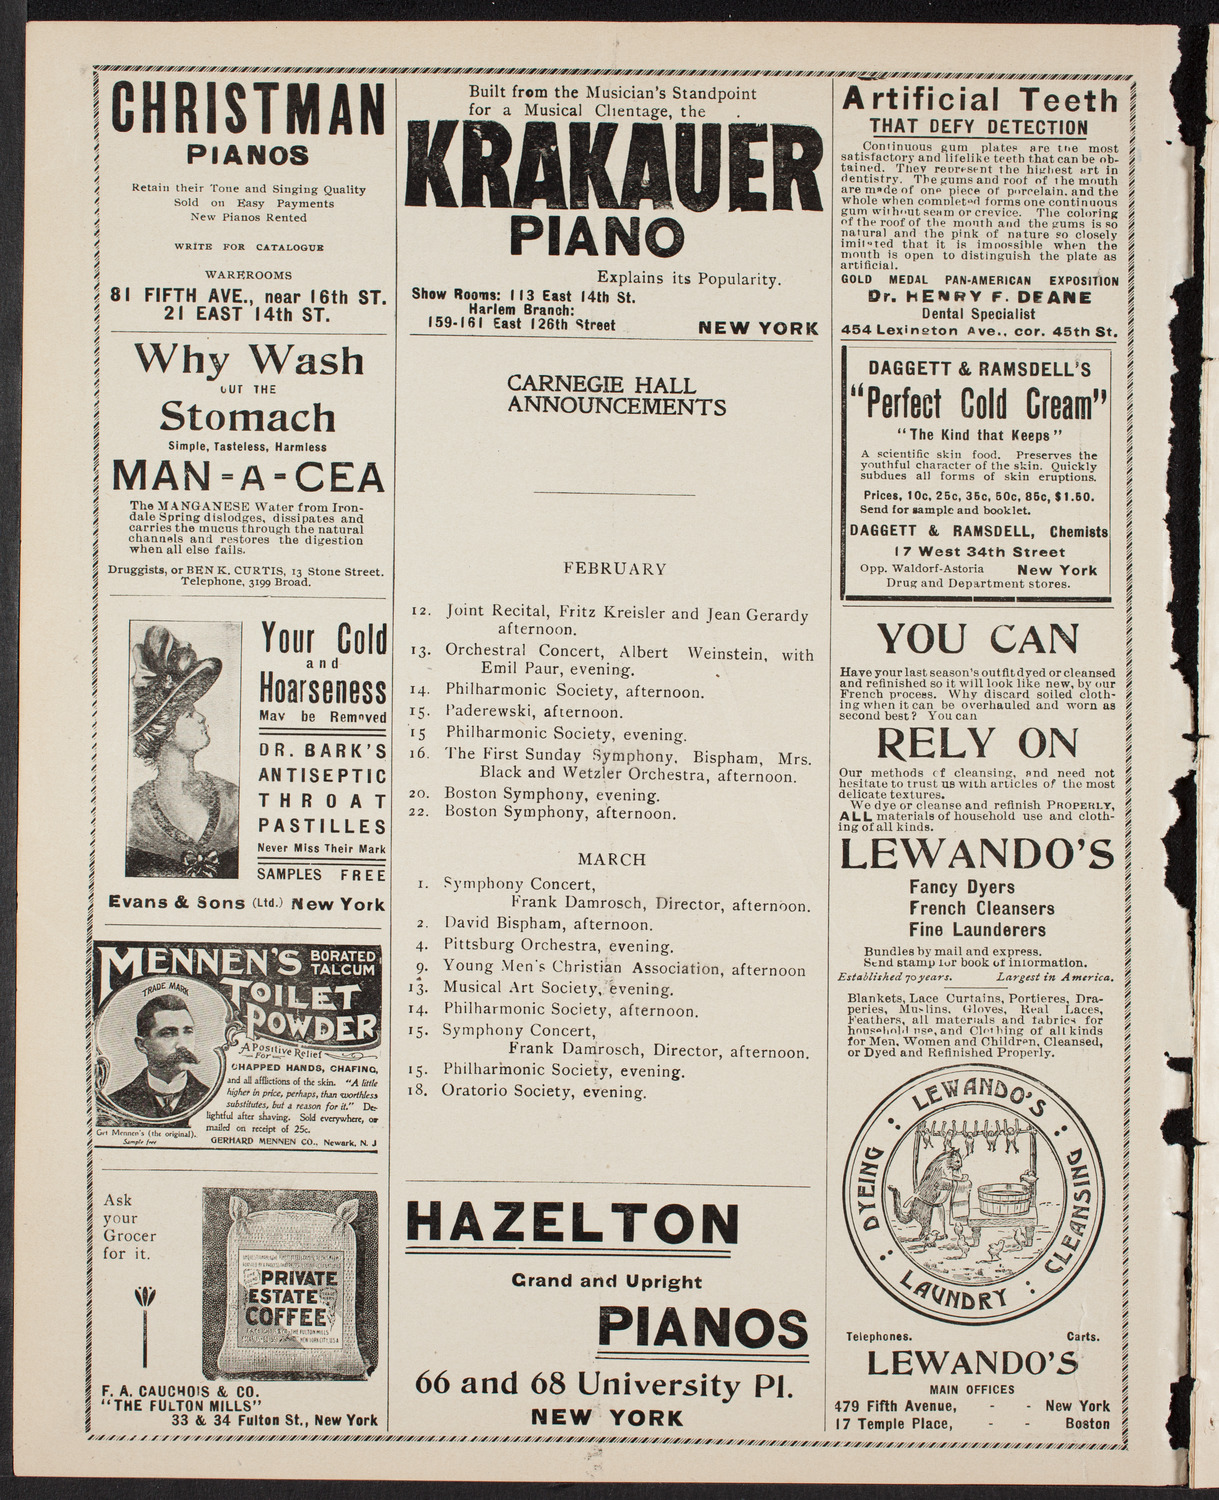 CHRISTMAN
PIANOS
Retain their Tone and Singing Quality
Sold on Easy Payments
New Pianos Rented
WRITE FOR CATALOGUE
WAREROOMS
81 FIFTH AVE., near 16th ST.
21 EAST 14th ST.
Why Wash
OUT THE
Stomach
Simple, Tasteless, Harmless
MAN-A-CEA
The MANGANESE Water from Iron-
dale Spring dislodges, dissipates and
carries the mucus through the natural
channels and restores the digestion
when all else fails.
Druggists, or BEN K. CURTIS, 13 Stone Street.
Telephone, 3199 Broad.
Your Cold
and
Hoarseness
May be Removed
DR. BARK'S
ANTISEPTIC
THROAT
PASTILLES
Never Miss Their Mark
SAMPLES FREE
Evans & Sons (Ltd.) New York
MENNEN'S BORATED
TALCUM
TOILET
POWDER
TRADE MARK
A Positive Relief
For
CHAPPED HANDS, CHAFING,
and all afflictions of the skin. "A little
higher in price, perhaps, than worthless
substitutes, but a reason for it." De-
lightful after shaving. Sold everywhere, or
mailed on receipt of 25c.
Get Mennen's (the original).
Sample free
GERHARD MENNEN CO., Newark, N. J
Ask
your
Grocer
for it.
PRIVATE
ESTATE
COFFEE
F. A. CAUCHOIS & CO.
"THE FULTON MILLS"
33 & 34 Fulton St., New York
Built from the Musician's Standpoint
for a Musical Clientage, the
KRAKAUER
PIANO
Explains its Popularity.
Show Rooms: 113 East 14th St.
Harlem Branch:
159-161 East 126th Street NEW YORK
CARNEGIE HALL
ANNOUNCEMENTS
FEBRUARY
12. Joint Recital, Fritz Kreisler and Jean Gerardy
afternoon.
13. Orchestral Concert, Albert Weinstein, with
Emil Paur, evening.
14. Philharmonic Society, afternoon.
15. Paderewski, afternoon.
15 Philharmonic Society, evening.
16. The First Sunday Symphony, Bispham, Mrs.
Black and Wetzler Orchestra, afternoon.
20. Boston Symphony, evening.
22. Boston Symphony, afternoon.
MARCH
1. Symphony Concert,
Frank Damrosch, Director, afternoon.
2. David Bispham, afternoon.
4. Pittsburg Orchestra, evening.
9. Young Men's Christian Association, afternoon
13. Musical Art Society, evening.
14. Philharmonic Society, afternoon.
15. Symphony Concert,
Frank Damrosch, Director, afternoon.
15. Philharmonic Society, evening.
18. Oratorio Society, evening.
HAZELTON
Grand and Upright
PIANOS
66 and 68 University Pl.
NEW YORK
Artificial Teeth
THAT DEFY DETECTION
Continuous gum plates are the most
satisfactory and lifelike teeth that can be ob-
tained. They represent the highest art in
dentistry. The gums and roof of the mouth
are made of one piece of porcelain, and the
whole when completed forms one continuous
gum without seam or crevice. The coloring
of the roof of the mouth and the gums is so
natural and the pink of nature so closely
imitated that it is impossible when the
mouth is open to distinguish the plate as
artificial.
GOLD MEDAL PAN-AMERICAN EXPOSITION
Dr. HENRY F. DEANE
Dental Specialist
454 Lexington Ave., cor. 45th St.
DAGGETT & RAMSDELL'S
"Perfect Cold Cream"
"The Kind that Keeps"
A scientific skin food. Preserves the
youthful character of the skin. Quickly
subdues all forms of skin eruptions.
Prices, 10c, 25c, 35c, 50c, 85c, $1.50.
Send for sample and booklet.
DAGGETT & RAMSDELL, Chemists
17 West 34th Street
Opp. Waldorf-Astoria New York
Drug and Department stores.
YOU CAN
Have your last season's outfit dyed or cleansed
and refinished so it will look like new, by our
French process. Why discard soiled cloth-
ing when it can be overhauled and worn as
second best? You can
RELY ON
Our methods of cleansing, and need not
hesitate to trust us with articles of the most
delicate textures.
We dye or cleanse and refinish PROPERLY,
ALL materials of household use and cloth-
ing of all kinds.
LEWANDO'S
Fancy Dyers
French Cleansers
Fine Launderers
Bundles by mail and express.
Send stamp for book of information.
Established 70 years. Largest in America.
Blankets, Lace Curtains, Portieres, Dra-
peries, Muslins, Gloves, Real Laces,
Feathers, all materials and fabrics for
household use, and Clothing of all kinds
for Men, Women and Children, Cleansed,
or Dyed and Refinished Properly.
LEWANDO'S
DYEING
CLEANSING
LAUNDRY
Telephones. Carts.
LEWANDO'S
MAIN OFFICES
479 Fifth Avenue, - - New York
17 Temple Place, - - Boston